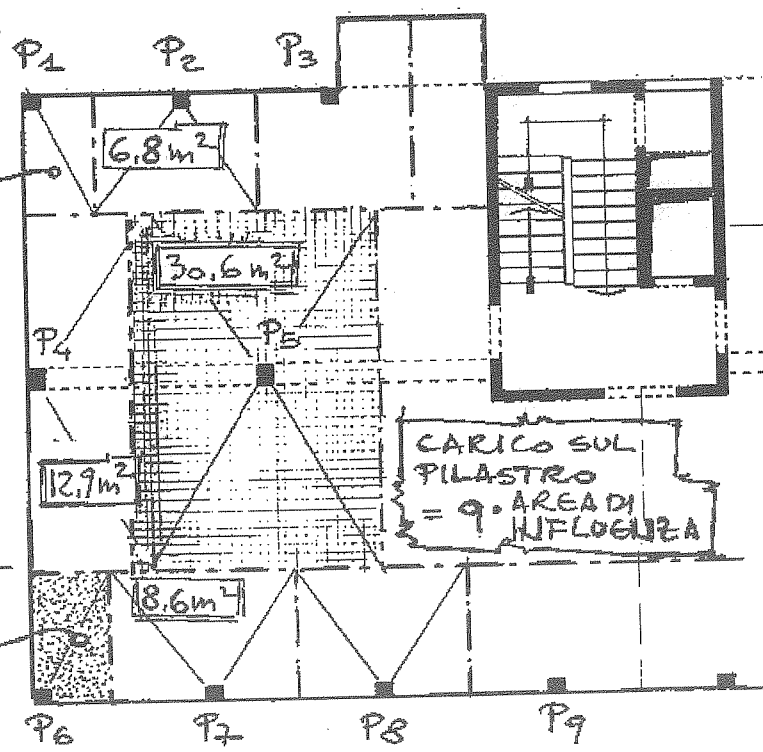 P1 P2 P3
6,8 m²
30,6 m²
P4 P5
12,9 m²
CARICO SUL
PILASTRO
= q. AREA DI
INFLUENZA
8,6 m²
P6 P7 P8 P9